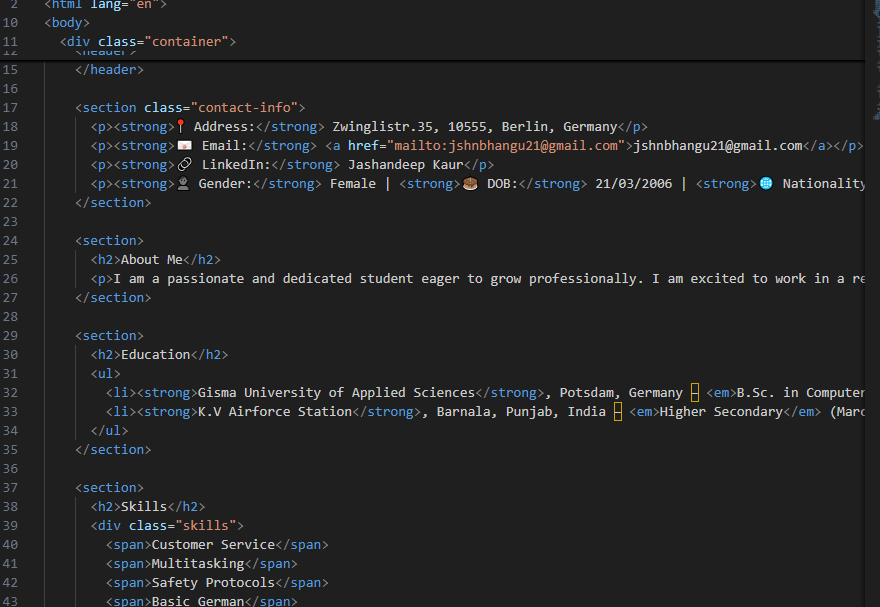 2 <html lang="en">
10 <body>
11 <div class="container">
12 <header>
15 </header>
16
17 <section class="contact-info">
18 <p><strong>📍 Address:</strong> Zwinglistr.35, 10555, Berlin, Germany</p>
19 <p><strong>📧 Email:</strong> <a href="mailto:jshnbhangu21@gmail.com">jshnbhangu21@gmail.com</a></p>
20 <p><strong>🔗 LinkedIn:</strong> Jashandeep Kaur</p>
21 <p><strong>👤 Gender:</strong> Female | <strong>🎂 DOB:</strong> 21/03/2006 | <strong>🌐 Nationality
22 </section>
23
24 <section>
25 <h2>About Me</h2>
26 <p>I am a passionate and dedicated student eager to grow professionally. I am excited to work in a re
27 </section>
28
29 <section>
30 <h2>Education</h2>
31 <ul>
32 <li><strong>Gisma University of Applied Sciences</strong>, Potsdam, Germany – <em>B.Sc. in Computer
33 <li><strong>K.V Airforce Station</strong>, Barnala, Punjab, India – <em>Higher Secondary</em> (Marc
34 </ul>
35 </section>
36
37 <section>
38 <h2>Skills</h2>
39 <div class="skills">
40 <span>Customer Service</span>
41 <span>Multitasking</span>
42 <span>Safety Protocols</span>
43 <span>Basic German</span>